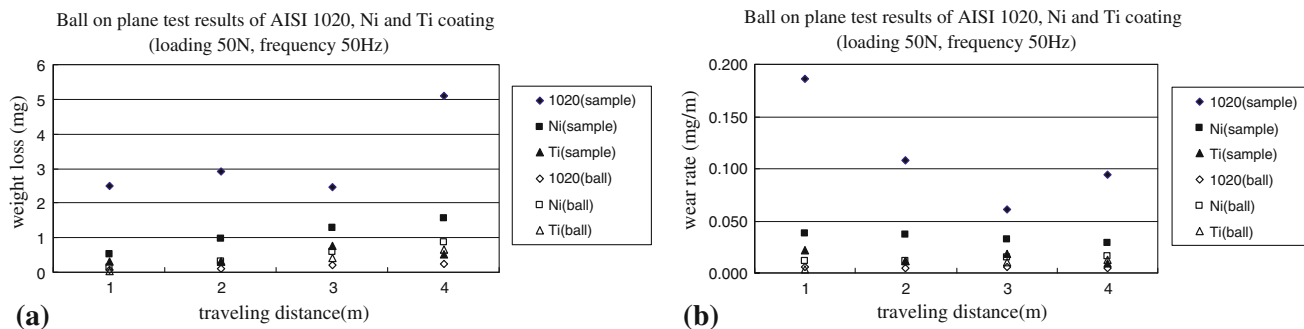 Ball on plane test results of AISI 1020, Ni and Ti coating
(loading 50N, frequency 50Hz)
6
5
4
3
2
1
0
weight loss (mg)
1 2 3 4
traveling distance(m)
1020(sample)
Ni(sample)
Ti(sample)
1020(ball)
Ni(ball)
Ti(ball)
(a)
Ball on plane test results of AISI 1020, Ni and Ti coating
(loading 50N, frequency 50Hz)
0.200
0.150
0.100
0.050
0.000
wear rate (mg/m)
1 2 3 4
traveling distance(m)
1020(sample)
Ni(sample)
Ti(sample)
1020(ball)
Ni(ball)
Ti(ball)
(b)